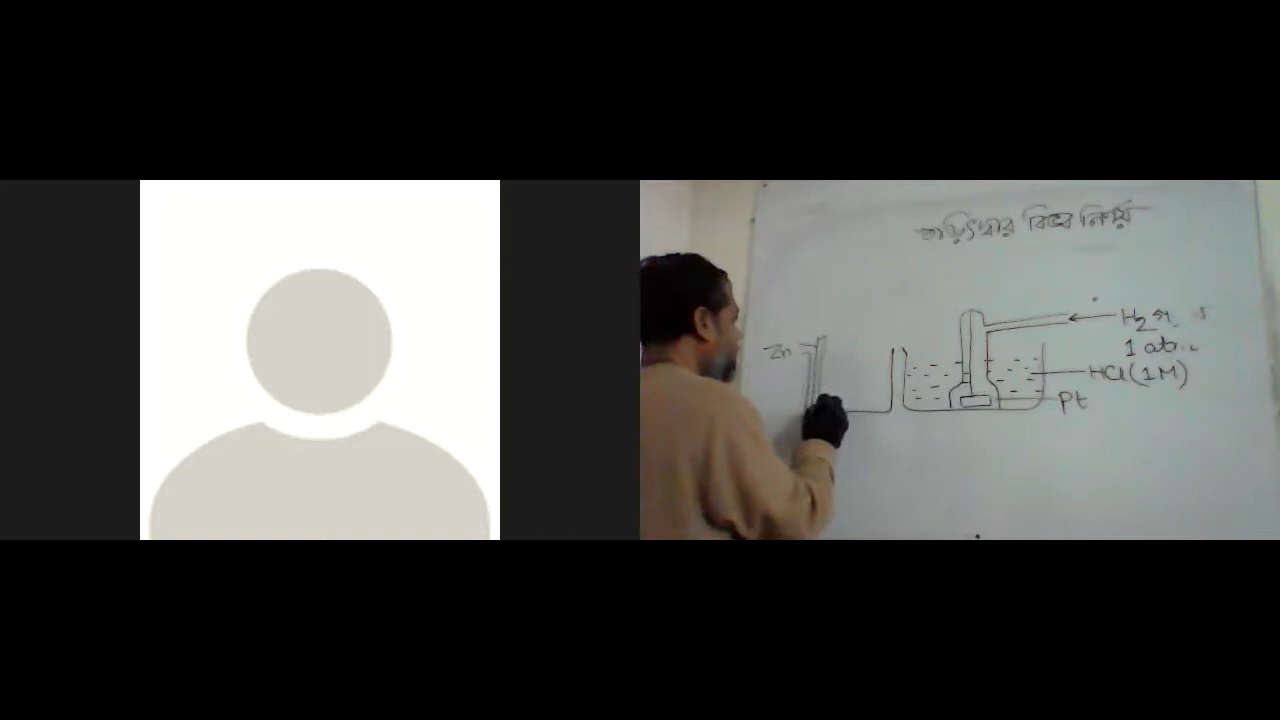 তড়িৎদ্বার বিভব নির্ণয়
Zn
H₂ গ্যাস
1 atm
HCl (1M)
Pt